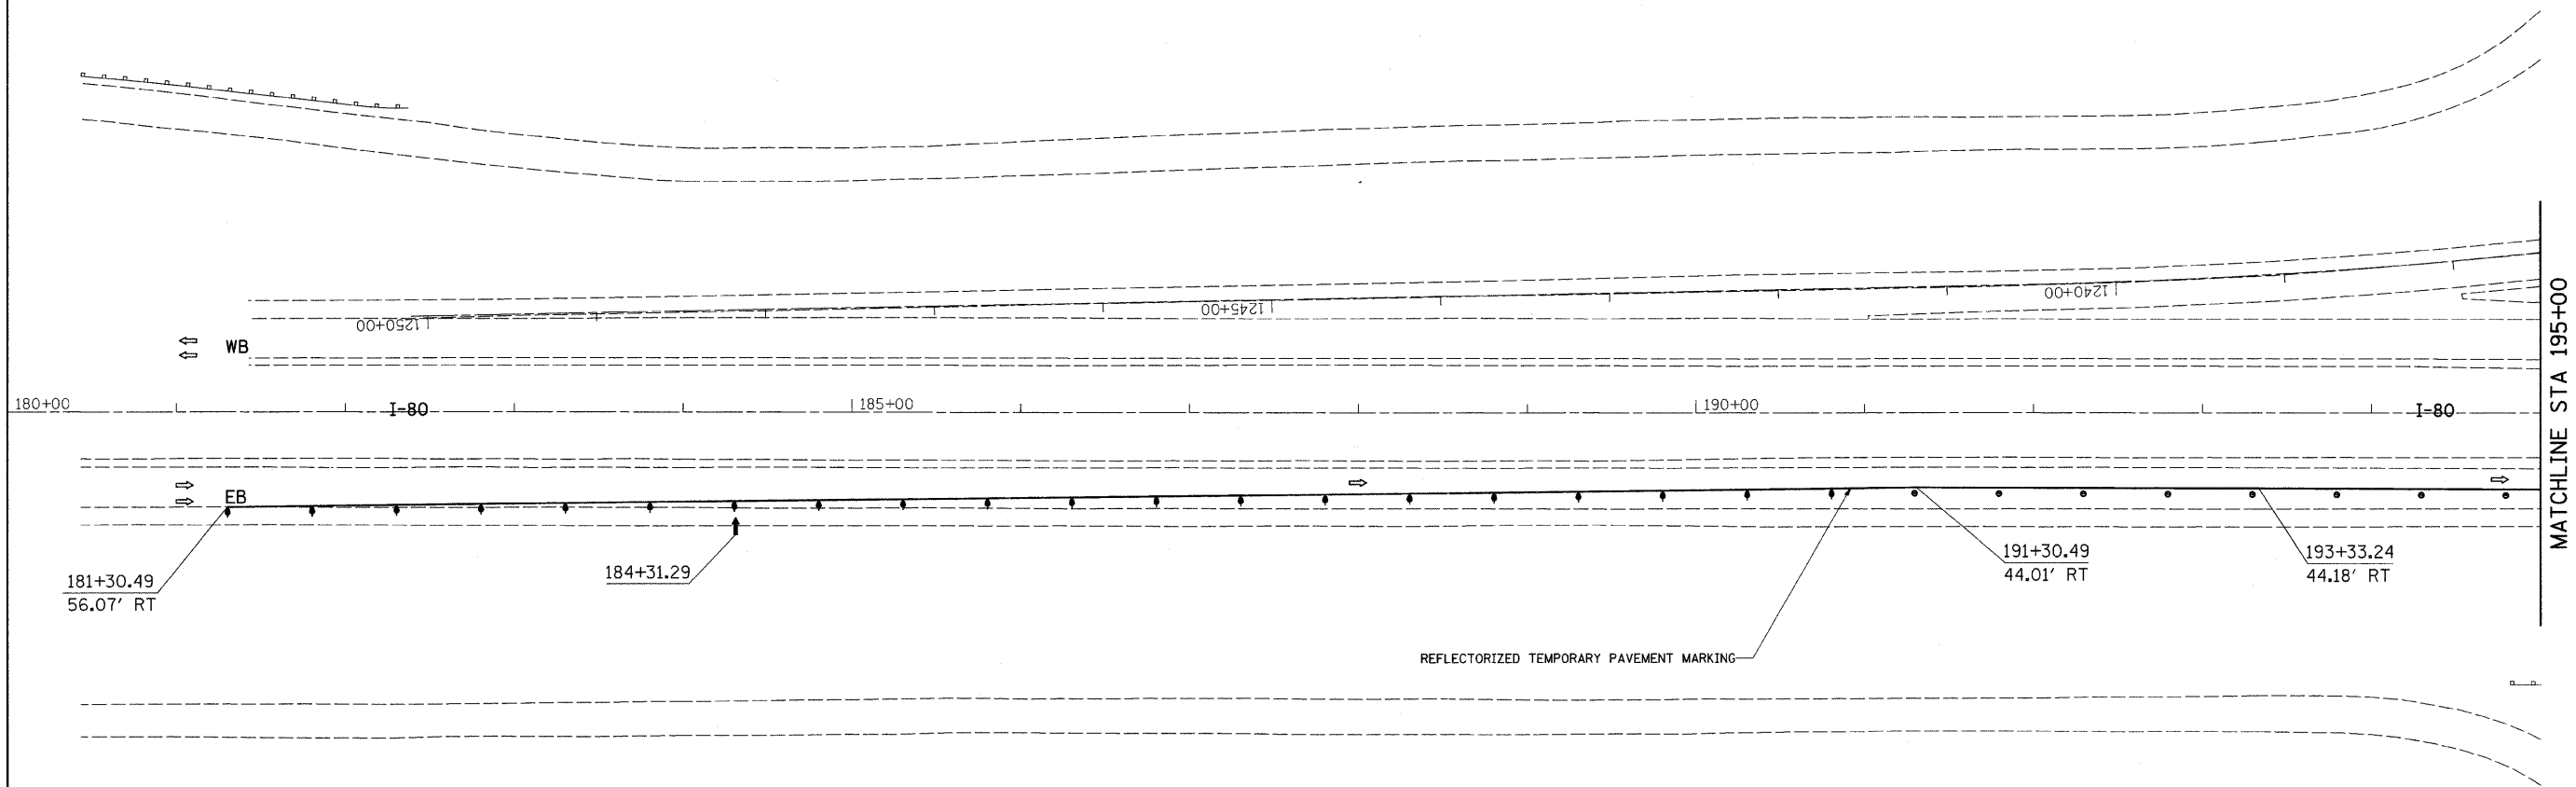 1250+00
1245+00
1240+00
WB
180+00
I-80
185+00
190+00
I-80
MATCHLINE STA 195+00
EB
181+30.49
56.07' RT
184+31.29
191+30.49
44.01' RT
193+33.24
44.18' RT
REFLECTORIZED TEMPORARY PAVEMENT MARKING